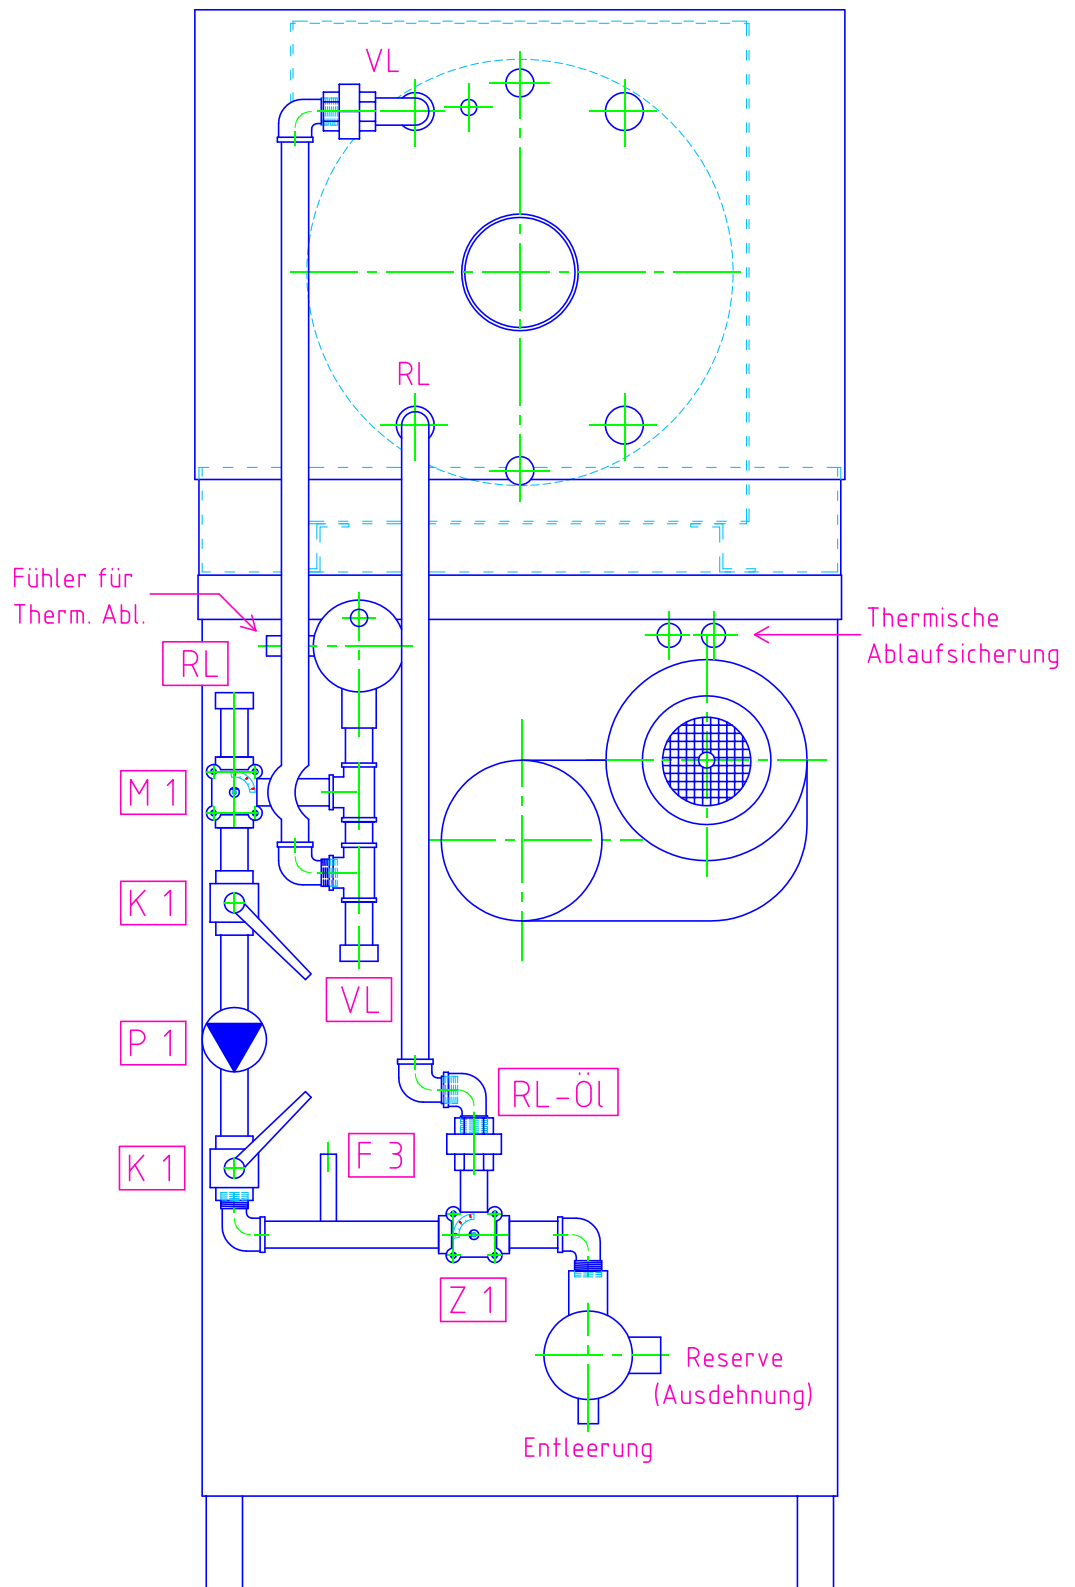 VL
RL
Fühler für
Therm. Abl.
Thermische
Ablaufsicherung
RL
M 1
K 1
VL
P 1
RL-Öl
F 3
K 1
Z 1
Reserve
(Ausdehnung)
Entleerung